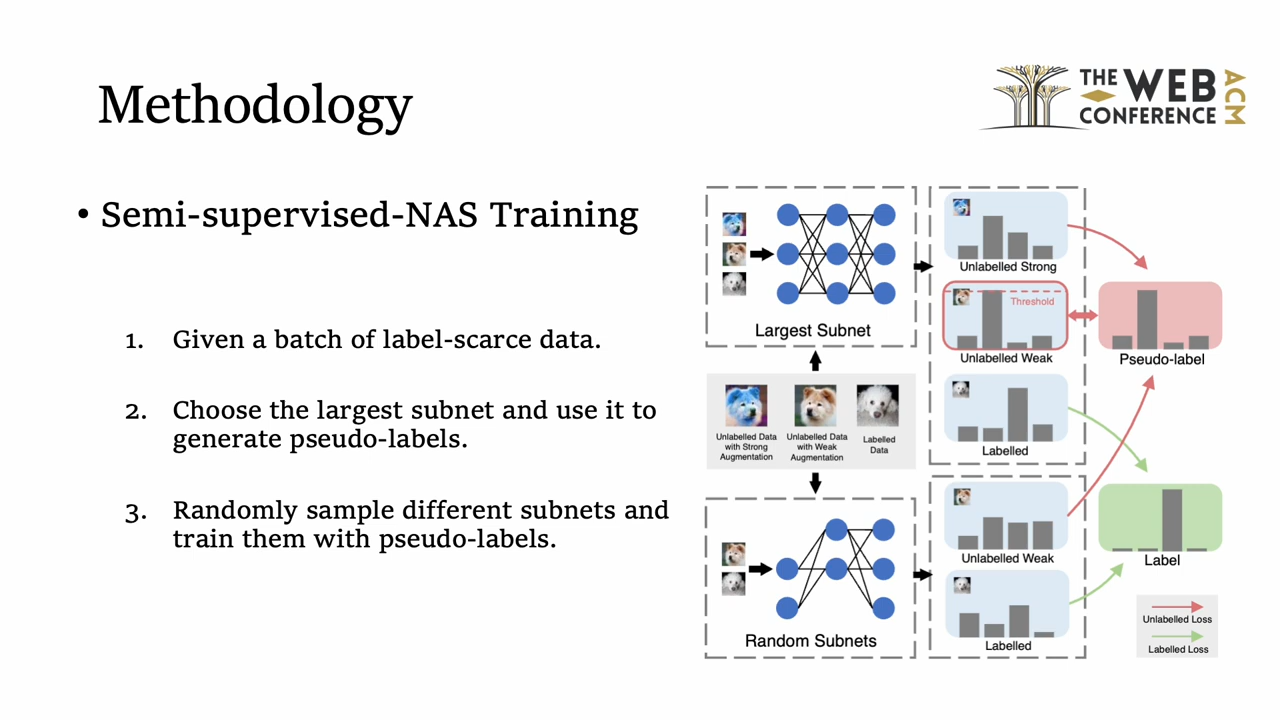 Methodology
THE WEB
CONFERENCE
ACM
• Semi-supervised-NAS Training
1. Given a batch of label-scarce data.
2. Choose the largest subnet and use it to
generate pseudo-labels.
3. Randomly sample different subnets and
train them with pseudo-labels.
Largest Subnet
Unlabelled Data
with Strong
Augmentation
Unlabelled Data
with Weak
Augmentation
Labelled
Data
Random Subnets
Unlabelled Strong
Threshold
Unlabelled Weak
Labelled
Unlabelled Weak
Labelled
Pseudo-label
Label
Unlabelled Loss
Labelled Loss